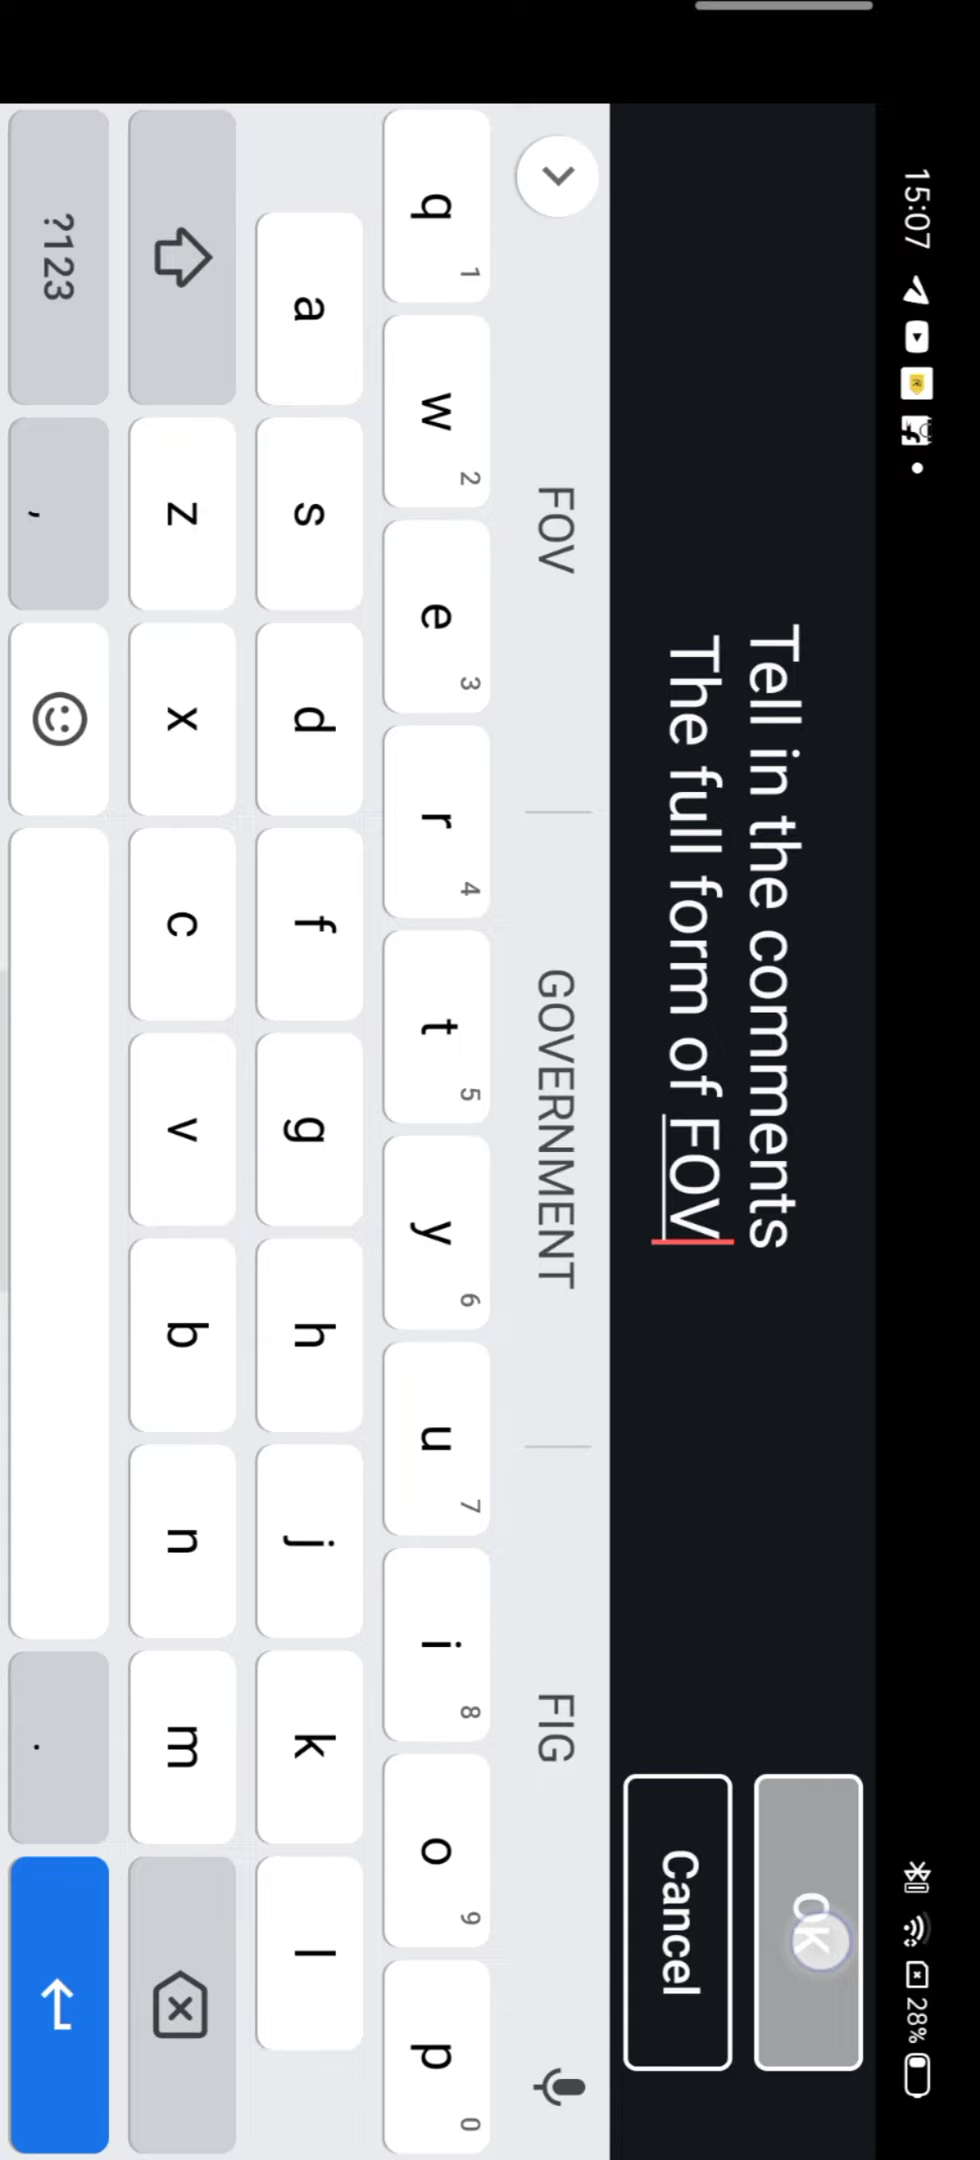 15:07
28%
Tell in the comments
The full form of FOV
OK
Cancel
FOV
GOVERNMENT
FIG
q 1 w 2 e 3 r 4 t 5 y 6 u 7 i 8 o 9 p 0
a s d f g h j k l
z x c v b n m
?123 , .